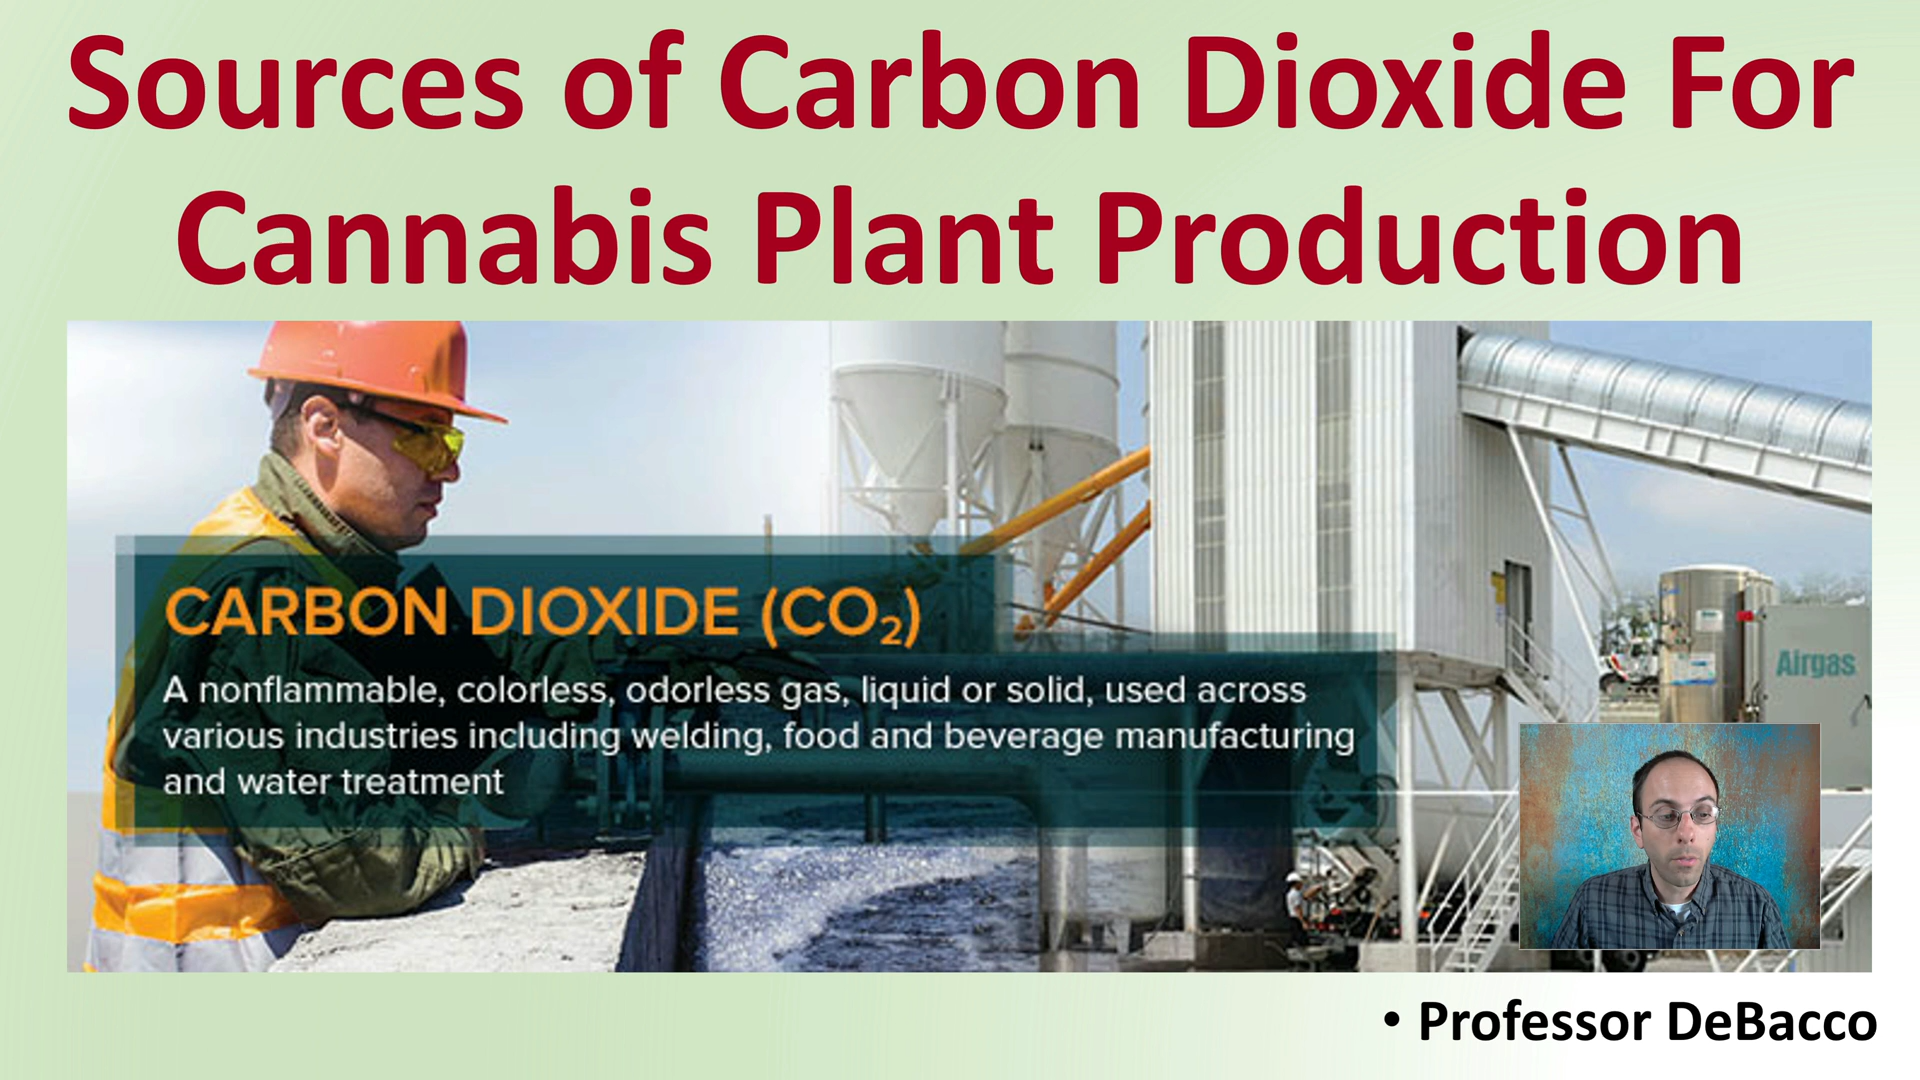 Sources of Carbon Dioxide For
Cannabis Plant Production
CARBON DIOXIDE (CO₂)
A nonflammable, colorless, odorless gas, liquid or solid, used across
various industries including welding, food and beverage manufacturing
and water treatment
Airgas
• Professor DeBacco